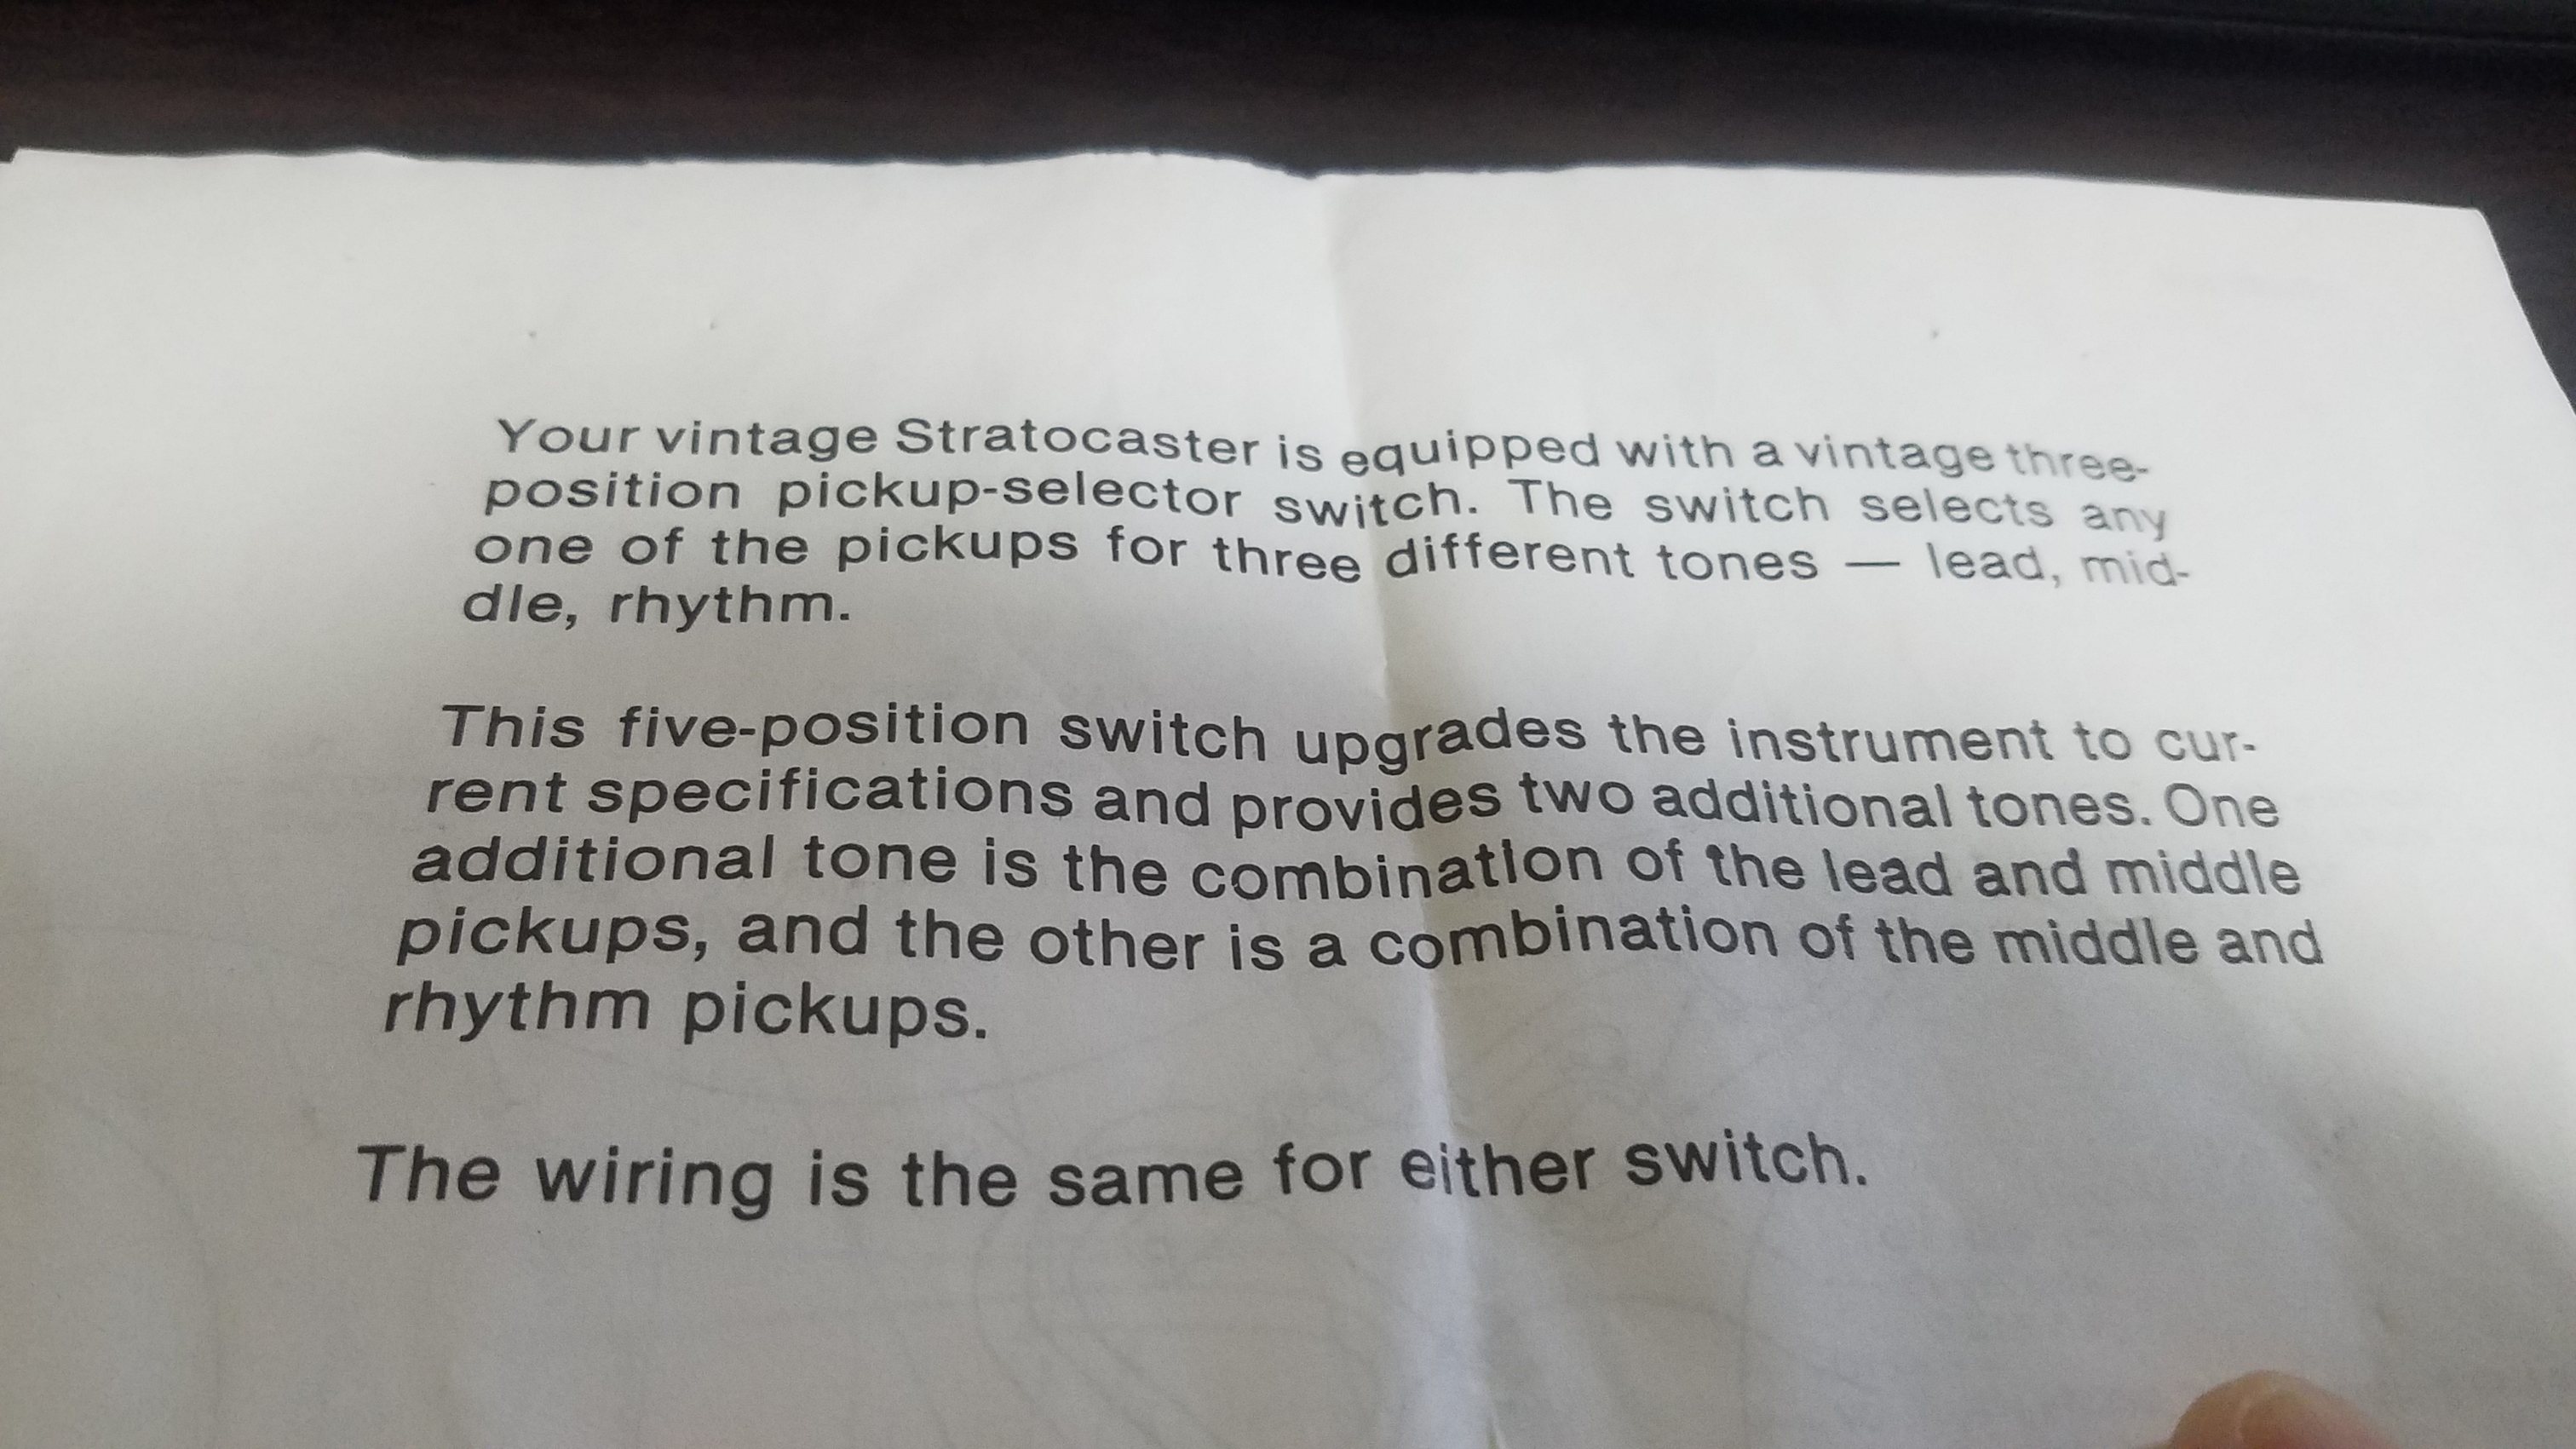 Your vintage Stratocaster is equipped with a vintage three-
position pickup-selector switch. The switch selects any
one of the pickups for three different tones — lead, mid-
dle, rhythm.
This five-position switch upgrades the instrument to cur-
rent specifications and provides two additional tones. One
additional tone is the combination of the lead and middle
pickups, and the other is a combination of the middle and
rhythm pickups.
The wiring is the same for either switch.